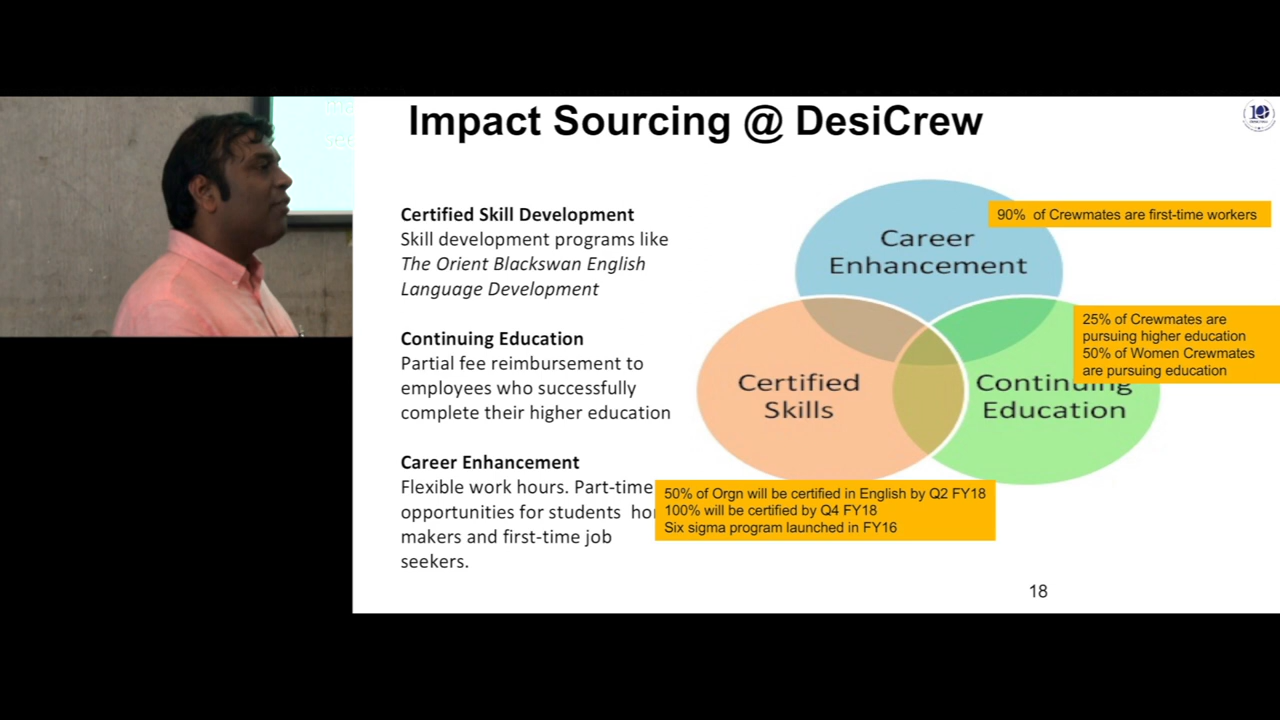 Impact Sourcing @ DesiCrew
Certified Skill Development
Skill development programs like
The Orient Blackswan English
Language Development
Continuing Education
Partial fee reimbursement to
employees who successfully
complete their higher education
Career Enhancement
Flexible work hours. Part-time
opportunities for students
makers and first-time job
seekers.
Career
Enhancement
90% of Crewmates are first-time workers
25% of Crewmates are
pursuing higher education
50% of Women Crewmates
are pursuing education
Certified
Skills
Continuing
Education
50% of Orgn will be certified in English by Q2 FY18
100% will be certified by Q4 FY18
Six sigma program launched in FY16
18